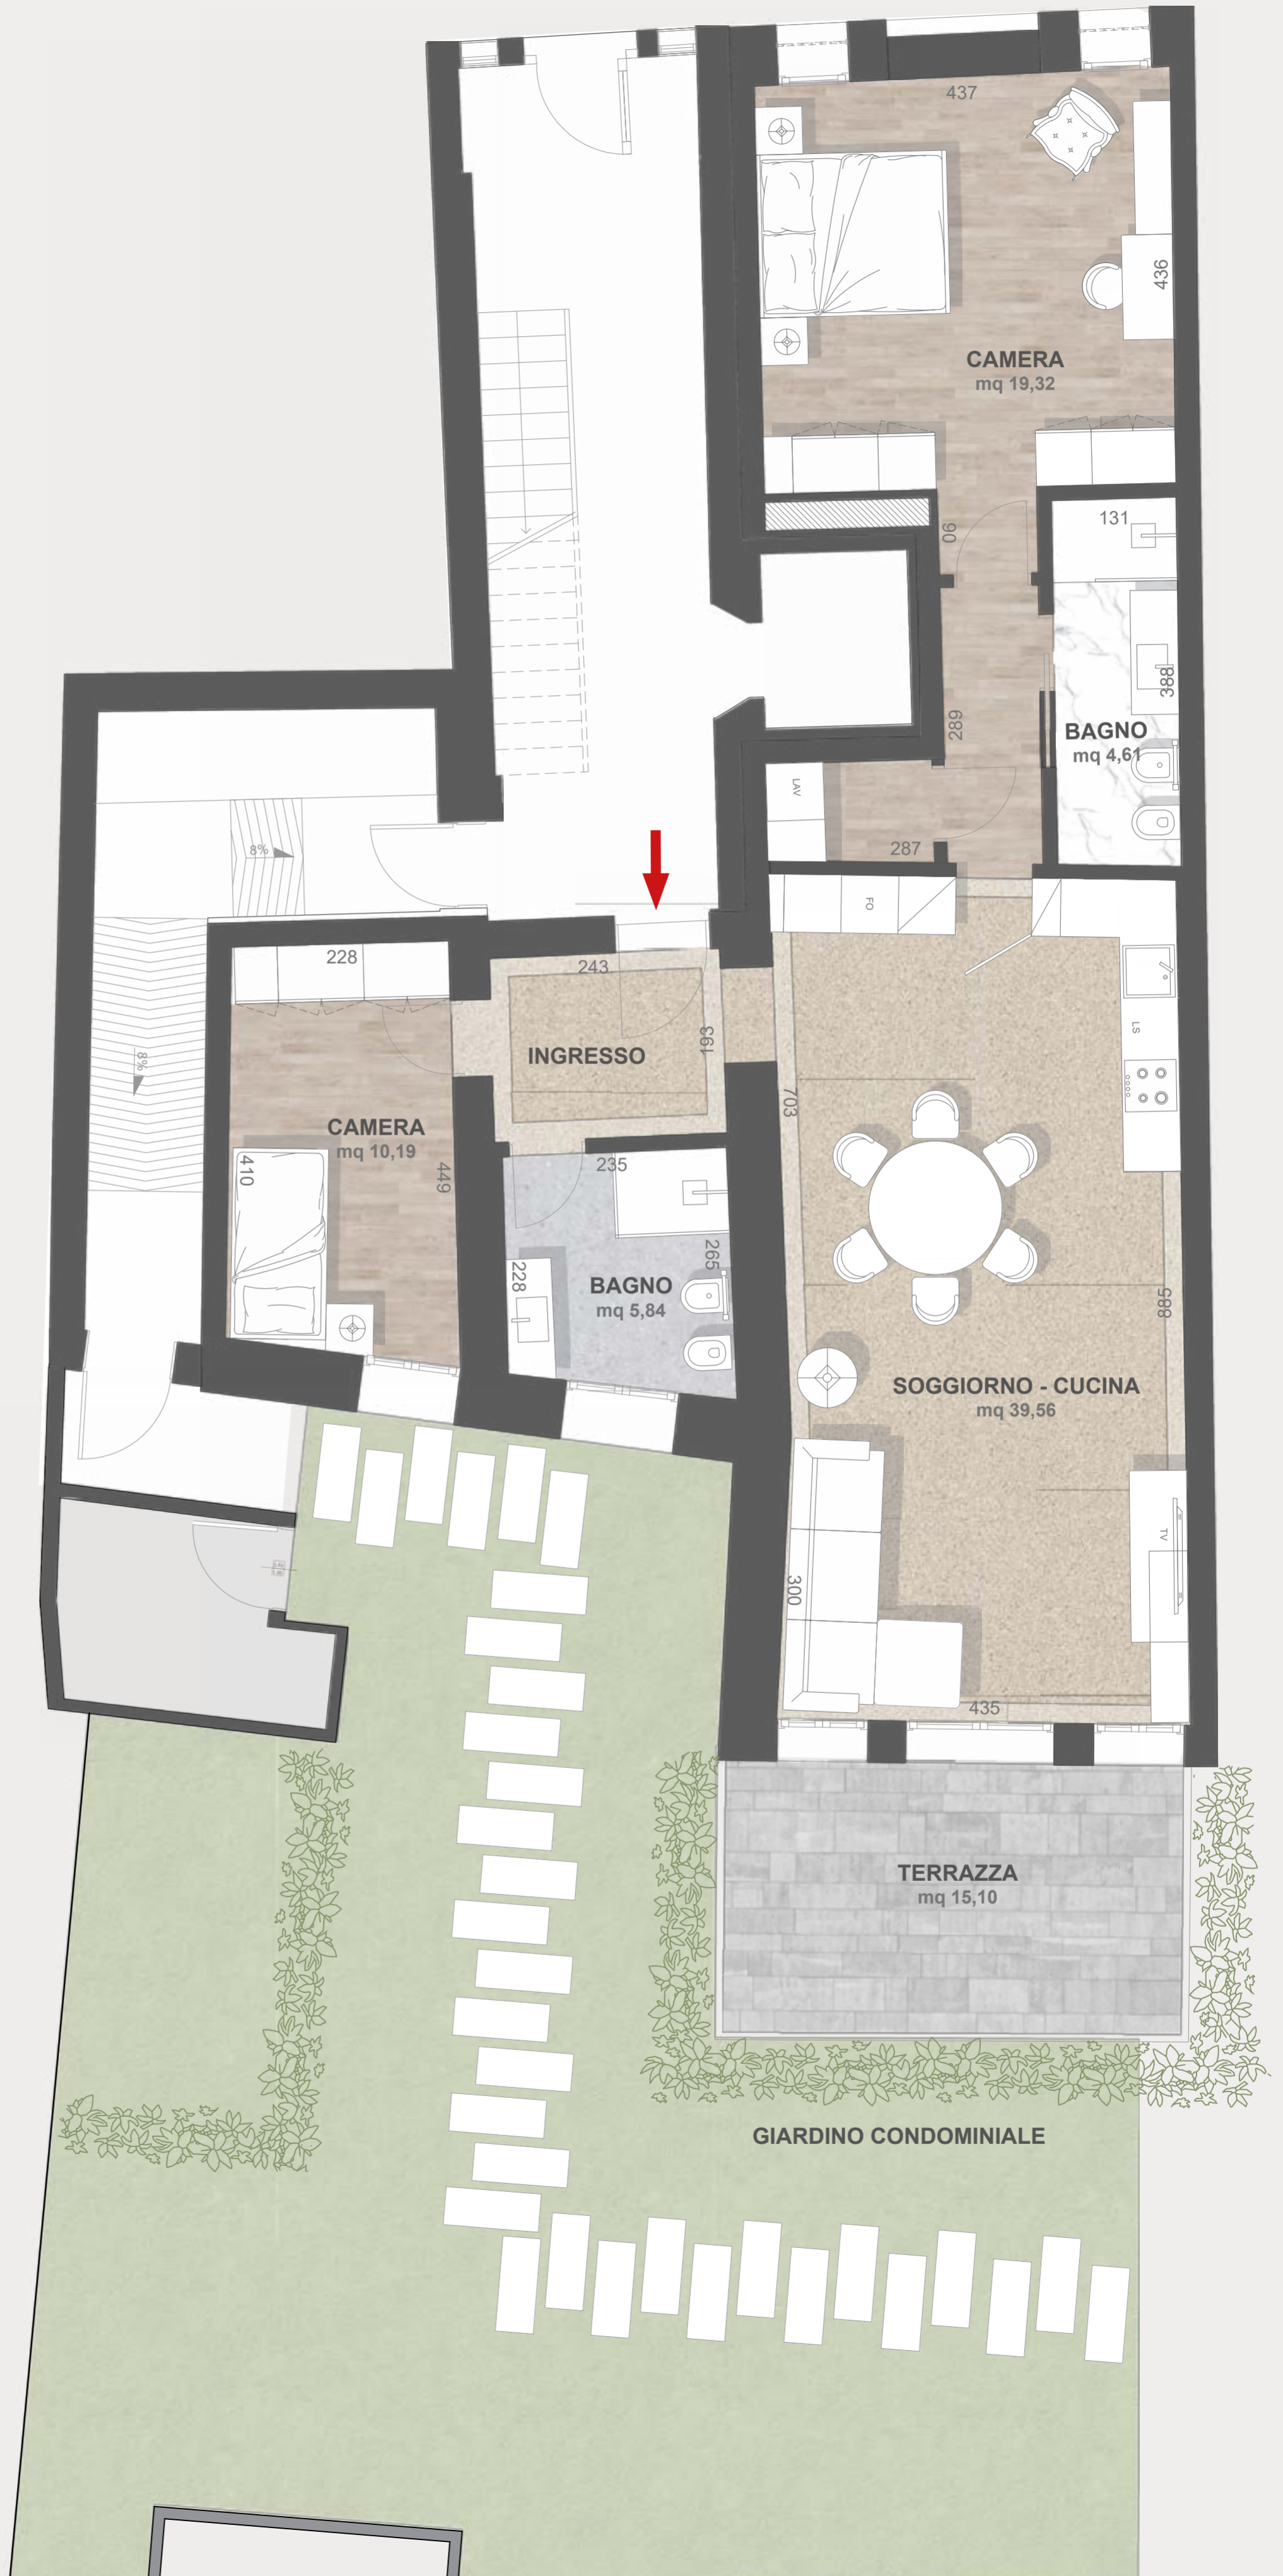 437
436
CAMERA
mq 19,32
131
90
388
289
BAGNO
mq 4,61
LAV
287
8%
FO
228
243
INGRESSO
193
LS
8%
703
CAMERA
mq 10,19
410
449
235
265
228
BAGNO
mq 5,84
885
SOGGIORNO - CUCINA
mq 39,56
TV
300
435
TERRAZZA
mq 15,10
GIARDINO CONDOMINIALE